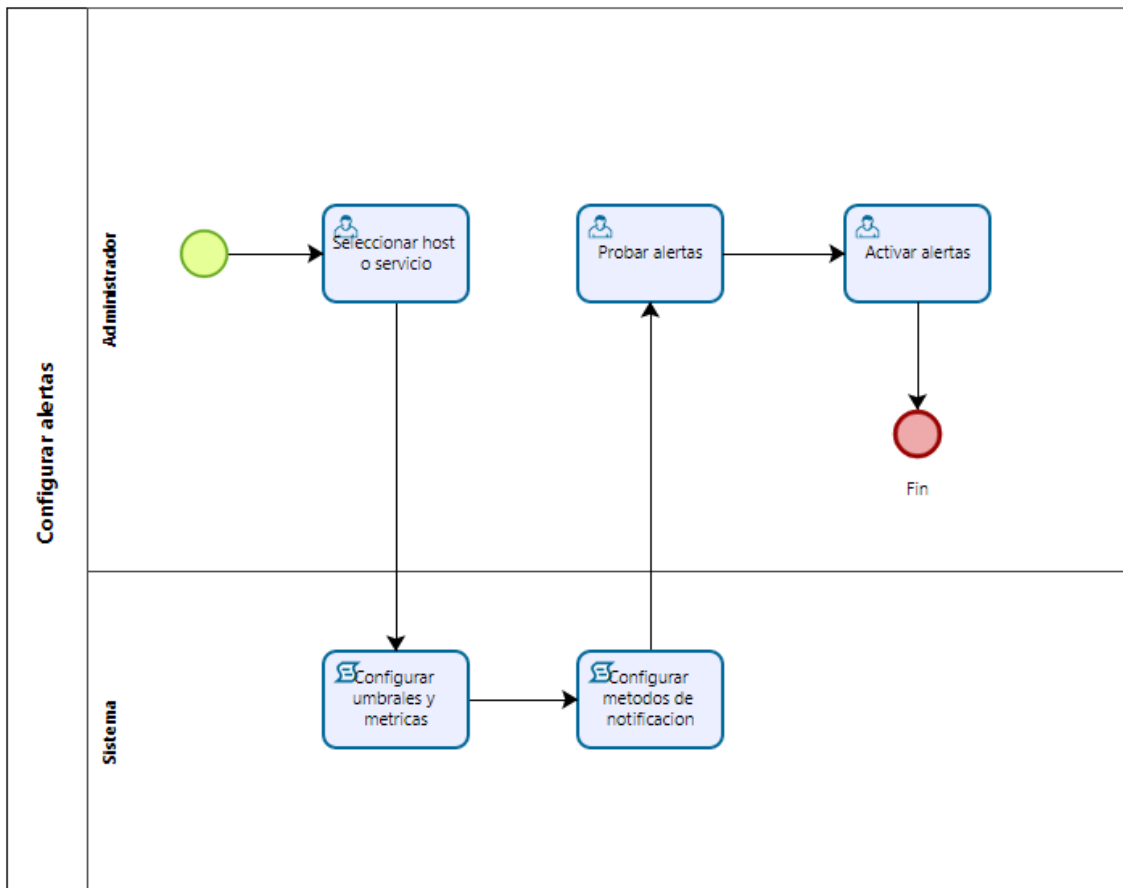 Configurar alertas
Administrador
Seleccionar host
o servicio
Probar alertas
Activar alertas
Fin
Sistema
Configurar
umbrales y
metricas
Configurar
metodos de
notificacion